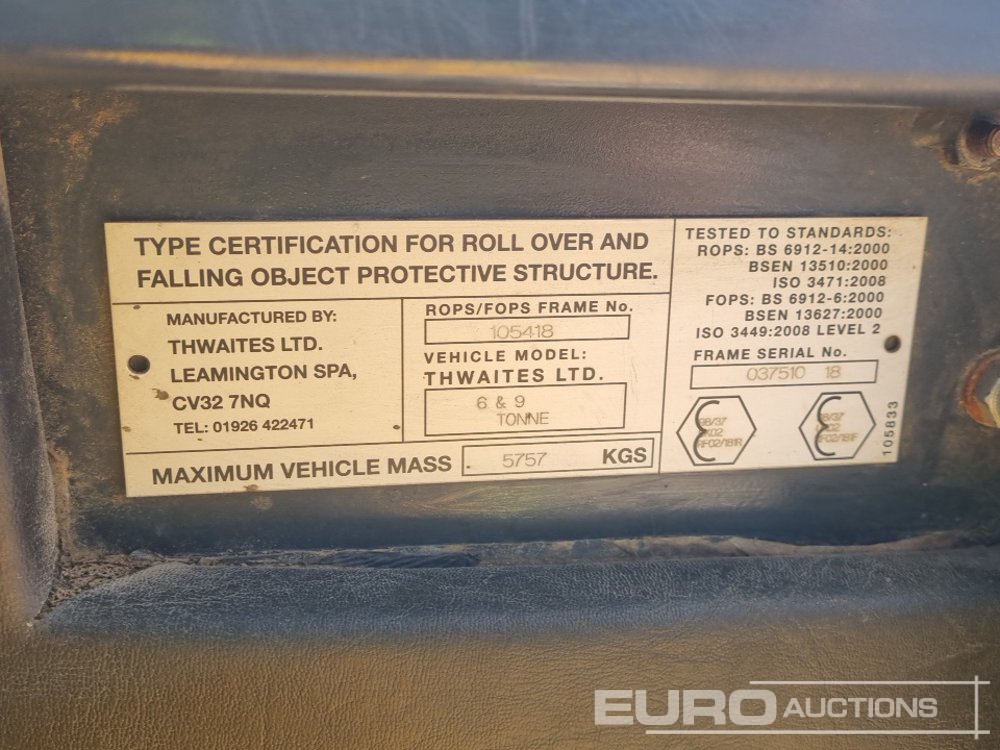 TYPE CERTIFICATION FOR ROLL OVER AND
FALLING OBJECT PROTECTIVE STRUCTURE.
MANUFACTURED BY:
THWAITES LTD.
LEAMINGTON SPA,
CV32 7NQ
TEL: 01926 422471
ROPS/FOPS FRAME No.
105418
VEHICLE MODEL:
THWAITES LTD.
6 & 9
TONNE
MAXIMUM VEHICLE MASS 5757 KGS
TESTED TO STANDARDS:
ROPS: BS 6912-14:2000
BSEN 13510:2000
ISO 3471:2008
FOPS: BS 6912-6:2000
BSEN 13627:2000
ISO 3449:2008 LEVEL 2
FRAME SERIAL No.
037510 18
105833
EURO AUCTIONS